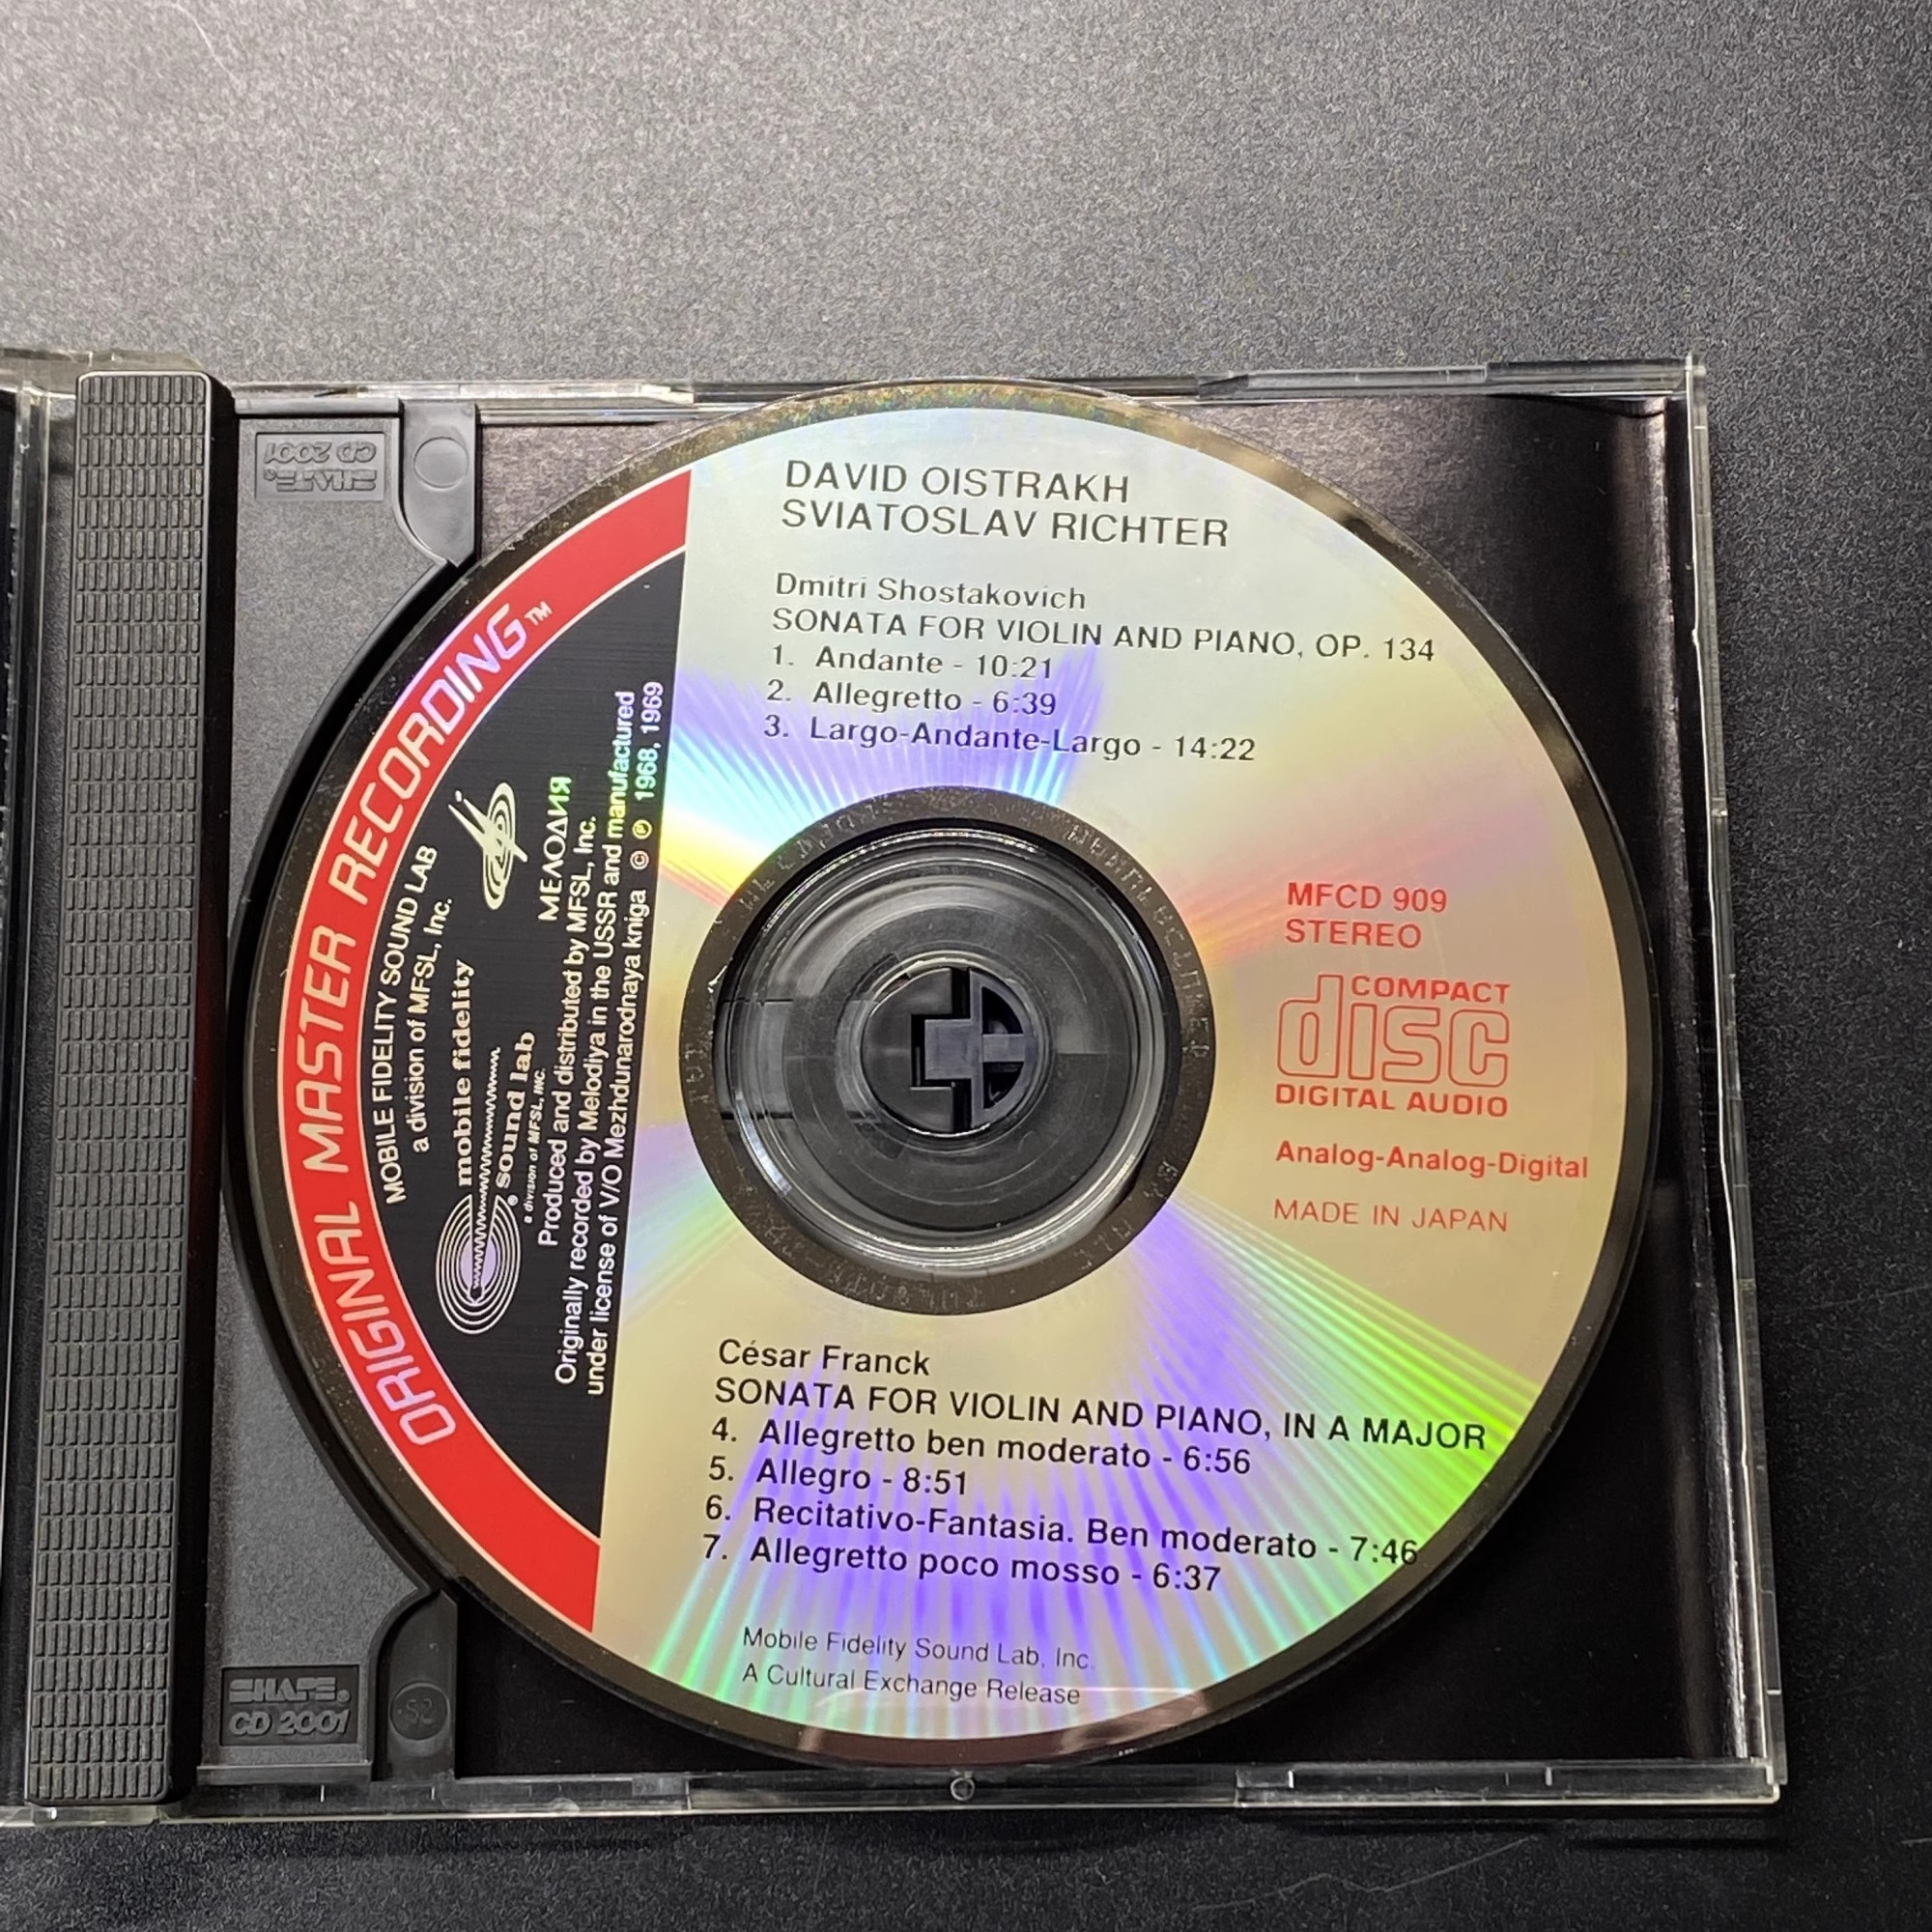 DAVID OISTRAKH
SVIATOSLAV RICHTER
Dmitri Shostakovich
SONATA FOR VIOLIN AND PIANO, OP. 134
1. Andante - 10:21
2. Allegretto - 6:39
3. Largo-Andante-Largo - 14:22
MFCD 909
STEREO
COMPACT
disc
DIGITAL AUDIO
Analog-Analog-Digital
MADE IN JAPAN
César Franck
SONATA FOR VIOLIN AND PIANO, IN A MAJOR
4. Allegretto ben moderato - 6:56
5. Allegro - 8:51
6. Recitativo-Fantasia. Ben moderato - 7:46
7. Allegretto poco mosso - 6:37
Mobile Fidelity Sound Lab, Inc.
A Cultural Exchange Release
ORIGINAL MASTER RECORDING™
MOBILE FIDELITY SOUND LAB
a division of MFSL, Inc.
mobile fidelity
sound lab®
a division of MFSL, INC.
МЕЛОДИЯ
Produced and distributed by MFSL, Inc.
Originally recorded by Melodiya in the USSR and manufactured
under license of V/O Mezhdunarodnaya kniga © ℗ 1968, 1969
SHAPE®
CD 2001
SHAPE®
CD 2001
52